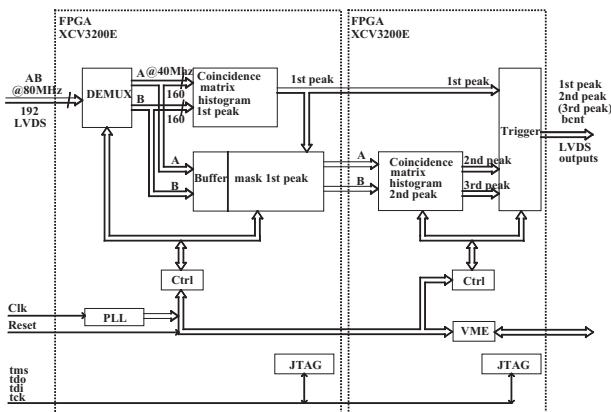 FPGA
XCV3200E
FPGA
XCV3200E
AB
@80MHz
192
LVDS
DEMUX
A @40Mhz
160
B
160
Coincidence
matrix
histogram
1st peak
1st peak
1st peak
Trigger
1st peak
2nd peak
(3rd peak)
bcnt
LVDS
outputs
A
B
Buffer
mask 1st peak
A
B
Coincidence
matrix
histogram
2nd peak
2nd peak
3rd peak
Ctrl
Ctrl
Clk
PLL
Reset
VME
tms
tdo
tdi
tck
JTAG
JTAG